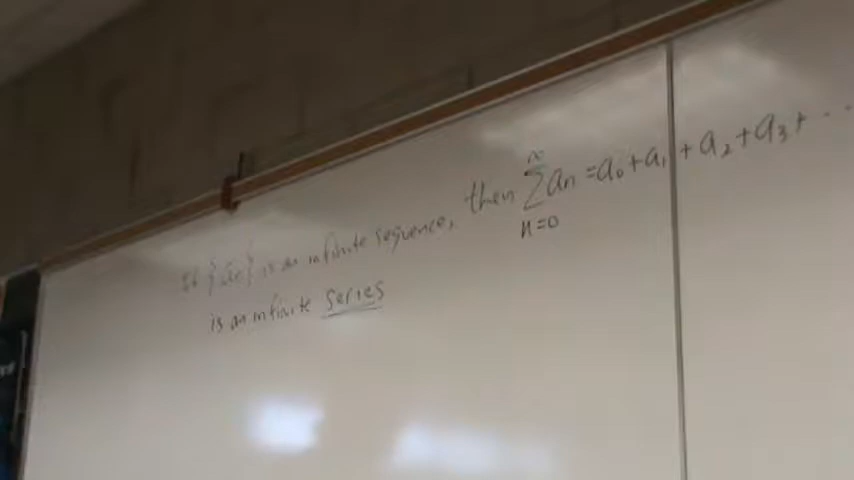 If {an} is an infinite sequence, then ∞∑n=0 an = a₀ + a₁ + a₂ + a₃ + ...
is an infinite series